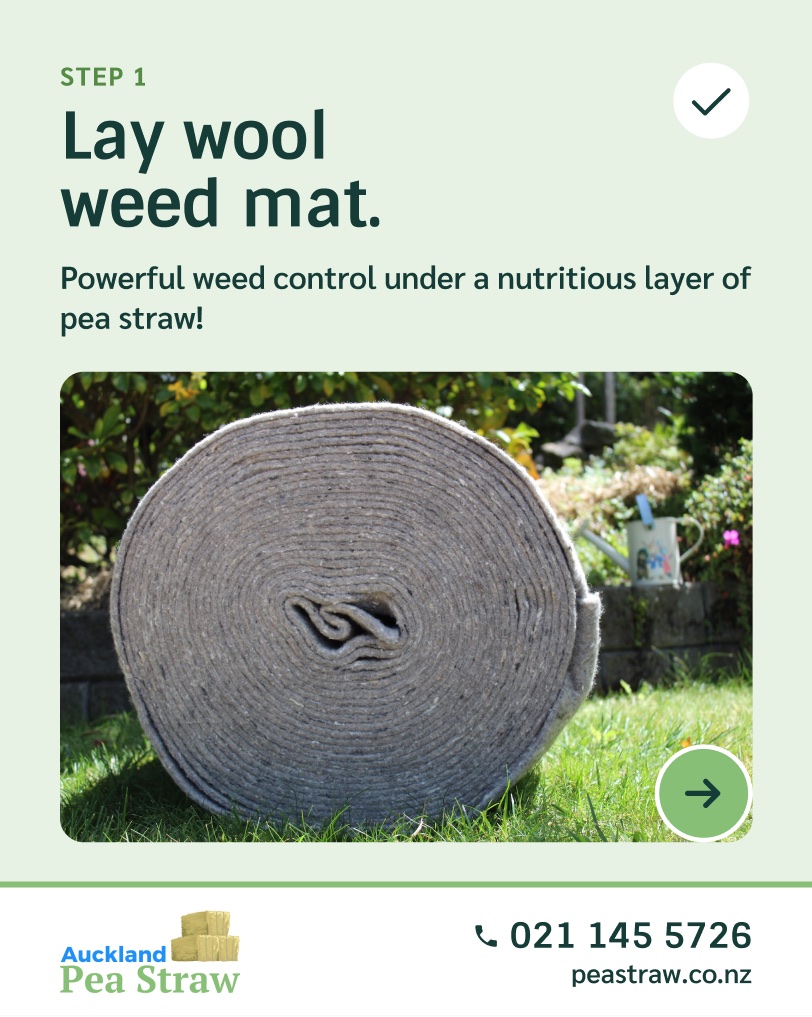 STEP 1
Lay wool
weed mat.
Powerful weed control under a nutritious layer of
pea straw!
Auckland
Pea Straw
021 145 5726
peastraw.co.nz